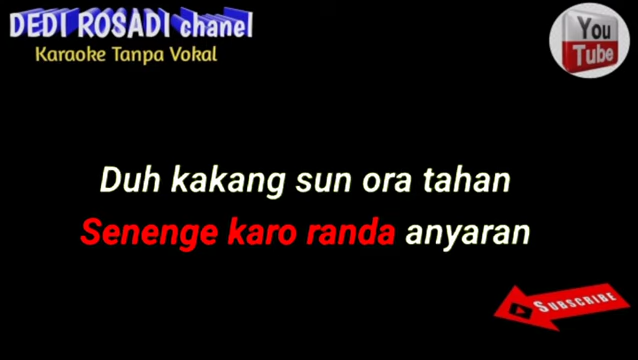 DEDI ROSADI chanel
Karaoke Tanpa Vokal
You
Tube
Duh kakang sun ora tahan
Senenge karo randa anyaran
SUBSCRIBE